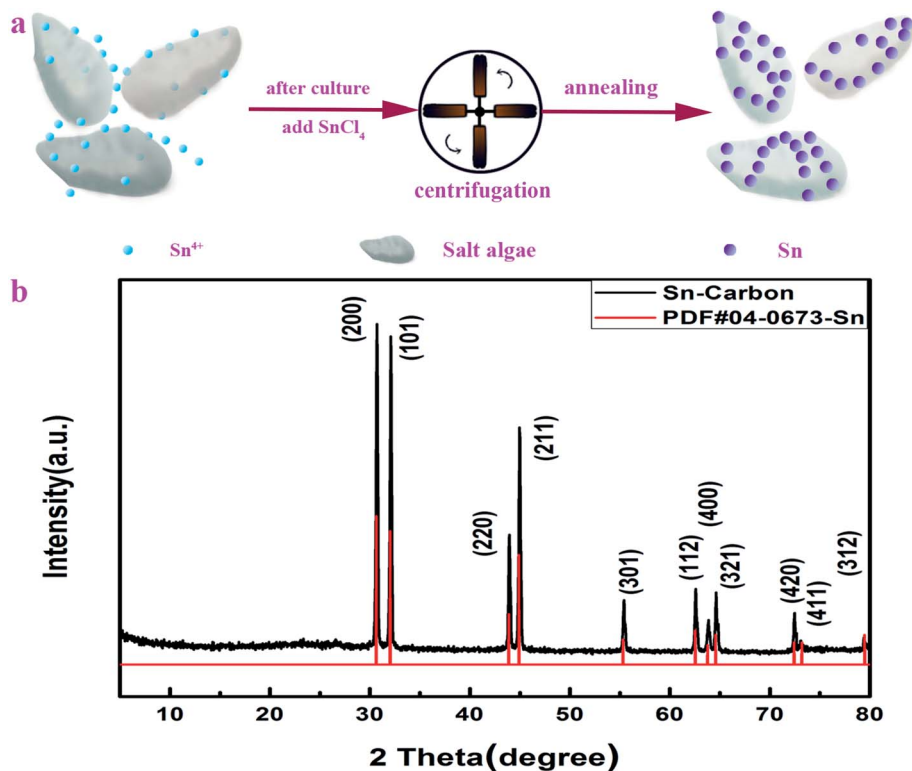 a
after culture
add SnCl₄
annealing
centrifugation
Sn⁴⁺
Salt algae
Sn
b
Sn-Carbon
PDF#04-0673-Sn
(200)
(101)
(220)
(211)
(301)
(112)
(400)
(321)
(420)
(411)
(312)
Intensity(a.u.)
10 20 30 40 50 60 70 80
2 Theta(degree)